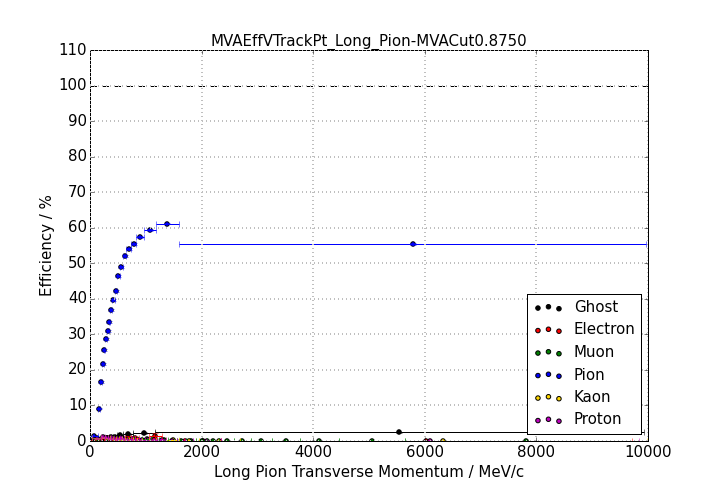 MVAEffVTrackPt_Long_Pion-MVACut0.8750
110
100
90
80
70
60
50
40
30
20
10
0
Efficiency / %
Ghost
Electron
Muon
Pion
Kaon
Proton
0 2000 4000 6000 8000 10000
Long Pion Transverse Momentum / MeV/c